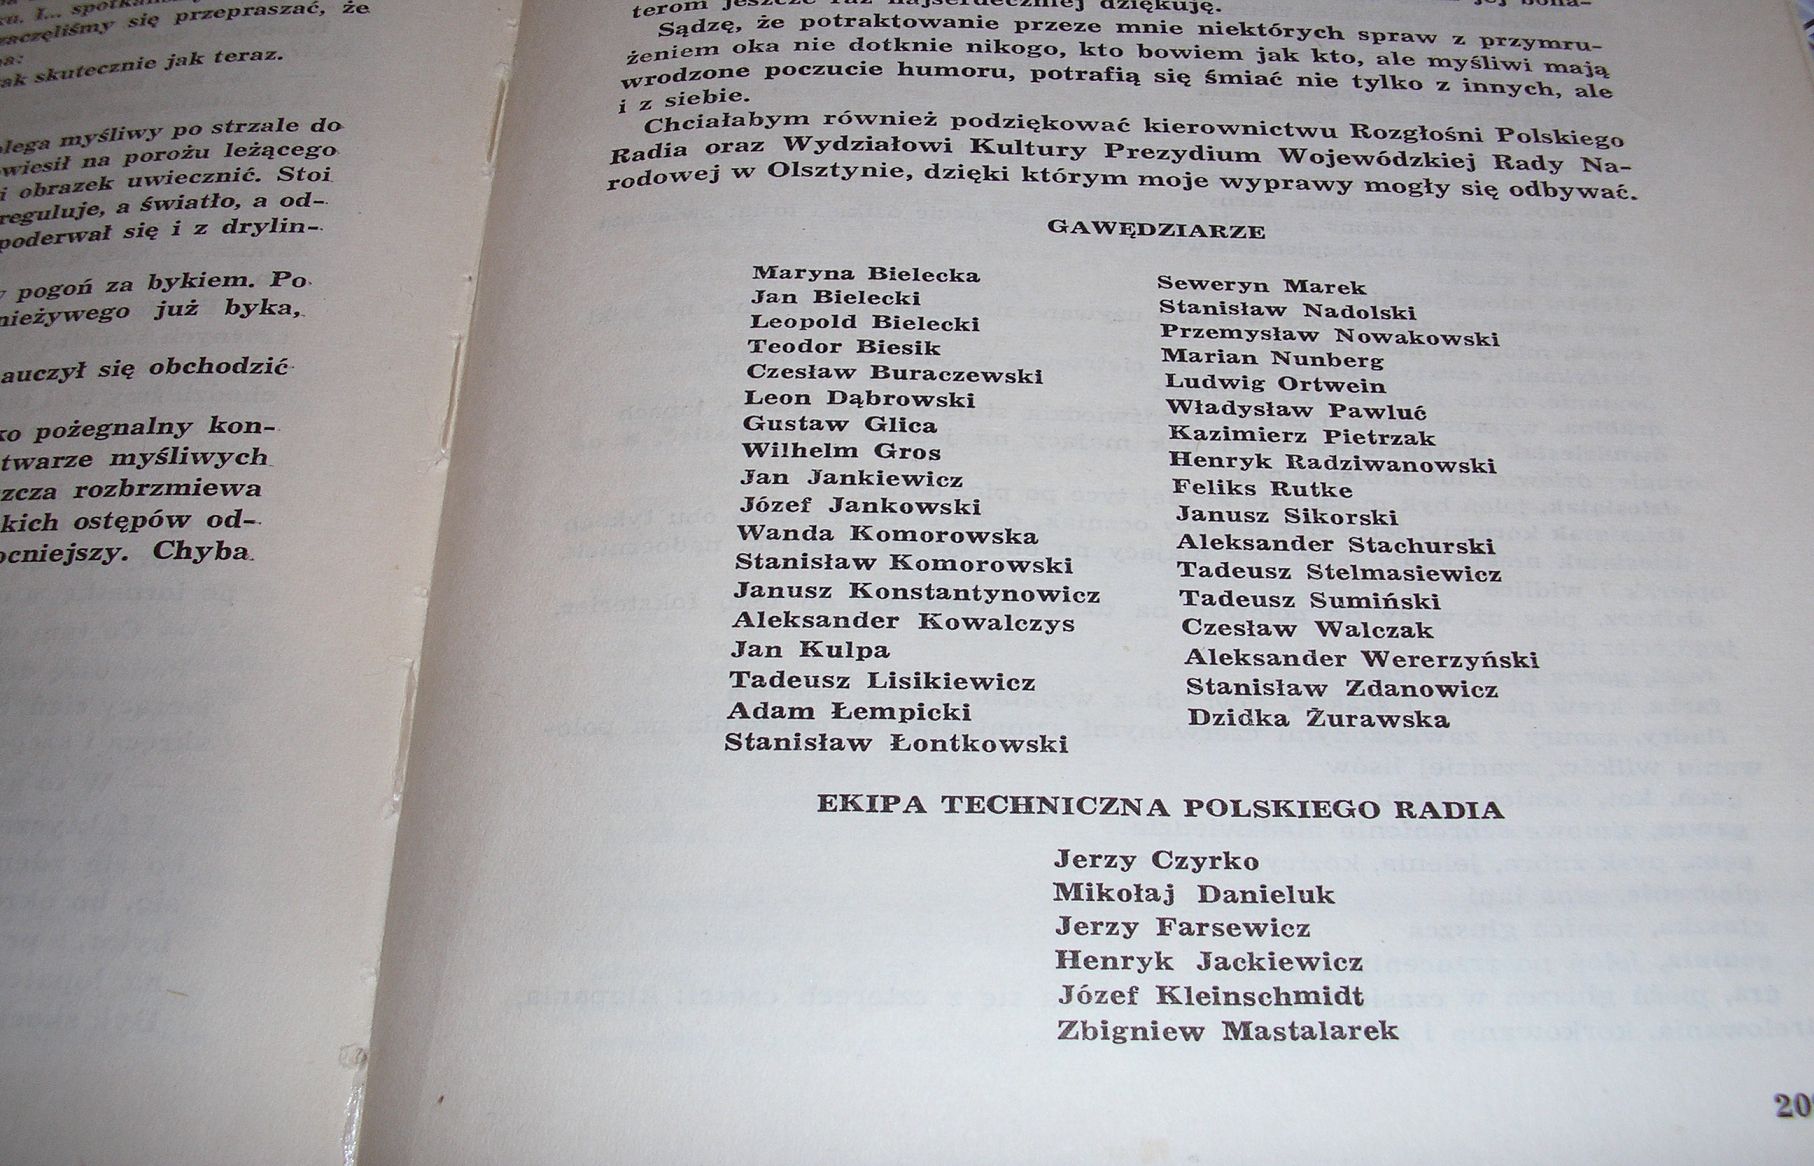 zaczęliśmy się przepraszać, że
ak skutecznie jak teraz.
olega myśliwy po strzale do
owiesił na porożu leżącego
i obrazek uwiecznić. Stoi
reguluje, a światło, a od-
poderwał się i z drylin-
pogoń za bykiem. Po
nieżywego już byka,
auczył się obchodzić
ko pożegnalny kon-
twarze myśliwych
szcza rozbrzmiewa
kich ostępów od-
ocniejszy. Chyba
terom jeszcze raz najserdeczniej dziękuję.
Sądzę, że potraktowanie przeze mnie niektórych spraw z przymru-
żeniem oka nie dotknie nikogo, kto bowiem jak kto, ale myśliwi mają
wrodzone poczucie humoru, potrafią się śmiać nie tylko z innych, ale
i z siebie.
Chciałabym również podziękować kierownictwu Rozgłośni Polskiego
Radia oraz Wydziałowi Kultury Prezydium Wojewódzkiej Rady Na-
rodowej w Olsztynie, dzięki którym moje wyprawy mogły się odbywać.
GAWĘDZIARZE
Maryna Bielecka
Jan Bielecki
Leopold Bielecki
Teodor Biesik
Czesław Buraczewski
Leon Dąbrowski
Gustaw Glica
Wilhelm Gros
Jan Jankiewicz
Józef Jankowski
Wanda Komorowska
Stanisław Komorowski
Janusz Konstantynowicz
Aleksander Kowalczys
Jan Kulpa
Tadeusz Lisikiewicz
Adam Łempicki
Stanisław Łontkowski
Seweryn Marek
Stanisław Nadolski
Przemysław Nowakowski
Marian Nunberg
Ludwig Ortwein
Władysław Pawluć
Kazimierz Pietrzak
Henryk Radziwanowski
Feliks Rutke
Janusz Sikorski
Aleksander Stachurski
Tadeusz Stelmasiewicz
Tadeusz Sumiński
Czesław Walczak
Aleksander Wererzyński
Stanisław Zdanowicz
Dzidka Żurawska
EKIPA TECHNICZNA POLSKIEGO RADIA
Jerzy Czyrko
Mikołaj Danieluk
Jerzy Farsewicz
Henryk Jackiewicz
Józef Kleinschmidt
Zbigniew Mastalarek